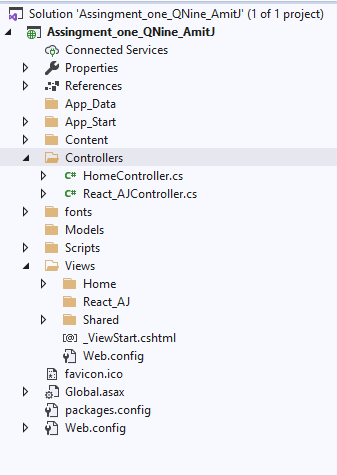 Solution 'Assingment_one_QNine_AmitJ' (1 of 1 project)
Assingment_one_QNine_AmitJ
Connected Services
Properties
References
App_Data
App_Start
Content
Controllers
C# HomeController.cs
C# React_AJController.cs
fonts
Models
Scripts
Views
Home
React_AJ
Shared
[@] _ViewStart.cshtml
Web.config
favicon.ico
Global.asax
packages.config
Web.config